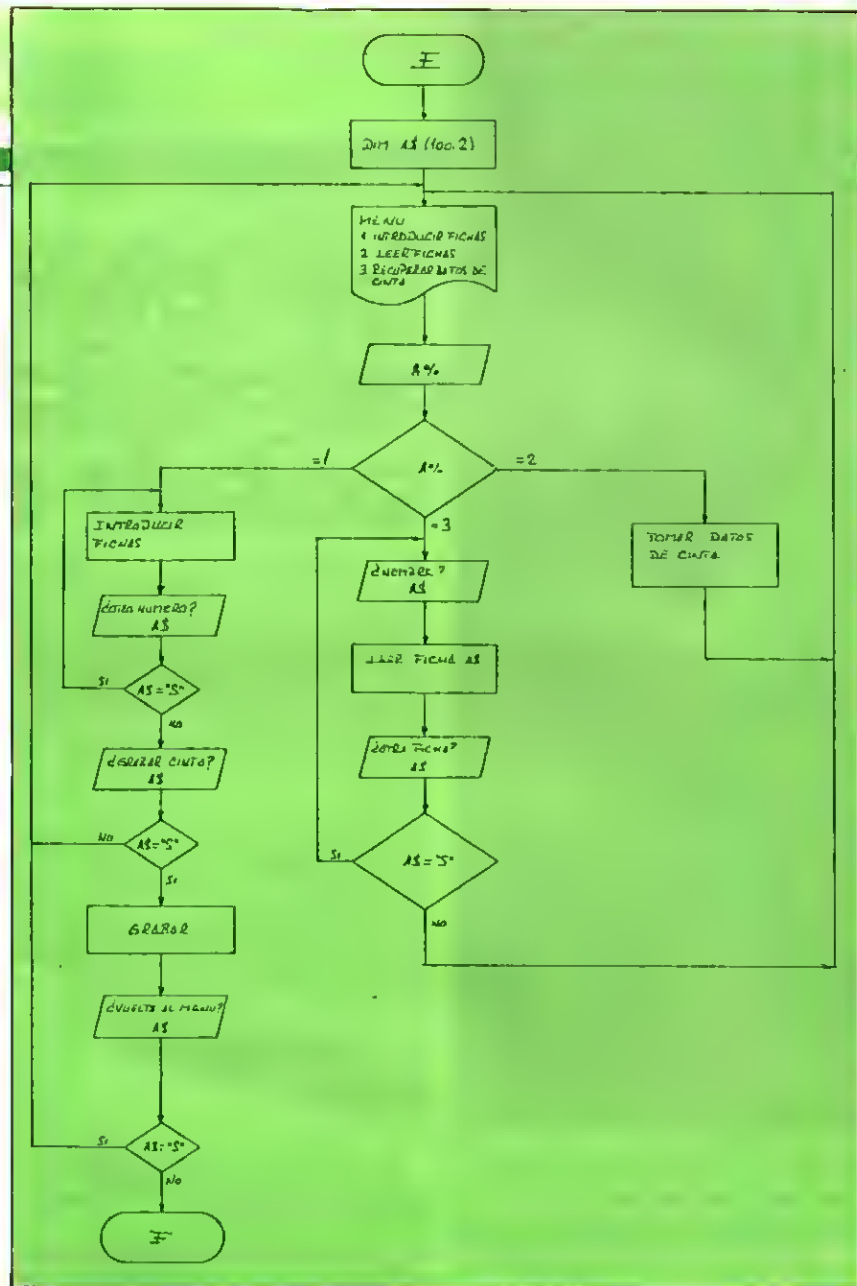 I
DIM A$ (100.2)
MENU
1 INTRODUCIR FICHAS
2 LEER FICHAS
3 RECUPERAR DATOS DE
CINTA
A%
A%
=1
=2
=3
INTRODUCIR
FICHAS
¿OTRO NUMERO?
A$
A$="S"
Si
No
¿GRABAR CINTA?
A$
A$="S"
No
Si
GRABAR
¿VUELTA AL MENU?
A$
A$="S"
Si
No
F
¿NOMBRE?
A$
LEER FICHA A$
¿OTRA FICHA?
A$
A$="S"
Si
No
TOMAR DATOS
DE CINTA